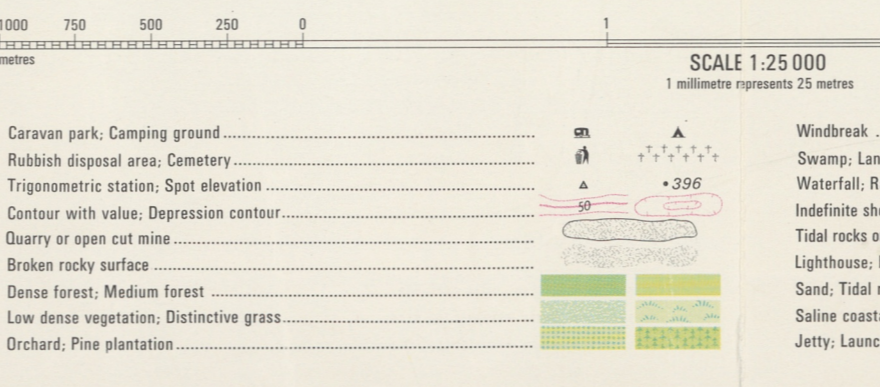 1000 750 500 250 0 1
metres
SCALE 1:25 000
1 millimetre represents 25 metres
Caravan park; Camping ground
Rubbish disposal area; Cemetery
Trigonometric station; Spot elevation 396
Contour with value; Depression contour 50
Quarry or open cut mine
Broken rocky surface
Dense forest; Medium forest
Low dense vegetation; Distinctive grass
Orchard; Pine plantation
Windbreak
Swamp; Lan
Waterfall; R
Indefinite sh
Tidal rocks o
Lighthouse;
Sand; Tidal
Saline coasta
Jetty; Launc